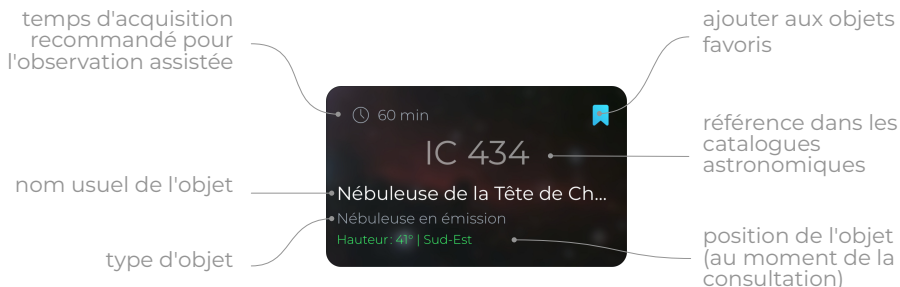 temps d'acquisition
recommandé pour
l'observation assistée
ajouter aux objets
favoris
60 min
IC 434
référence dans les
catalogues
astronomiques
nom usuel de l'objet
Nébuleuse de la Tête de Ch...
Nébuleuse en émission
Hauteur : 41° | Sud-Est
type d'objet
position de l'objet
(au moment de la
consultation)